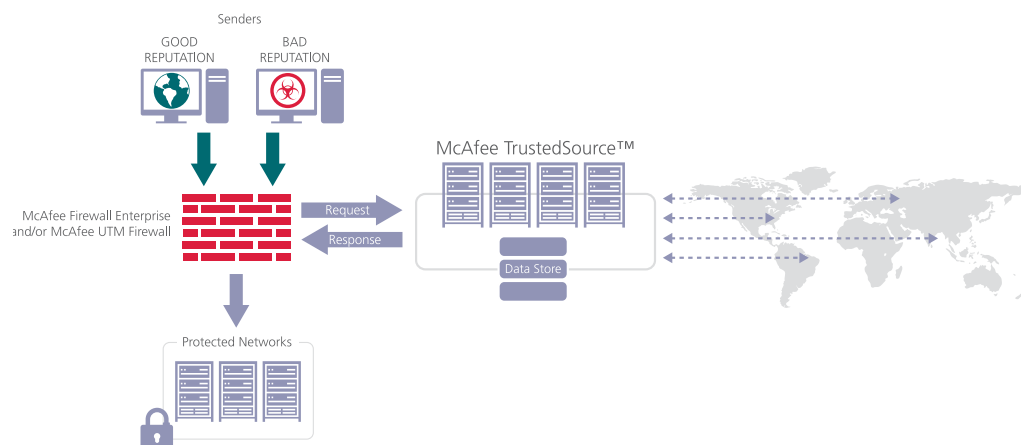 Senders
GOOD
REPUTATION
BAD
REPUTATION
McAfee TrustedSource™
McAfee Firewall Enterprise
and/or McAfee UTM Firewall
Request
Response
Data Store
Protected Networks